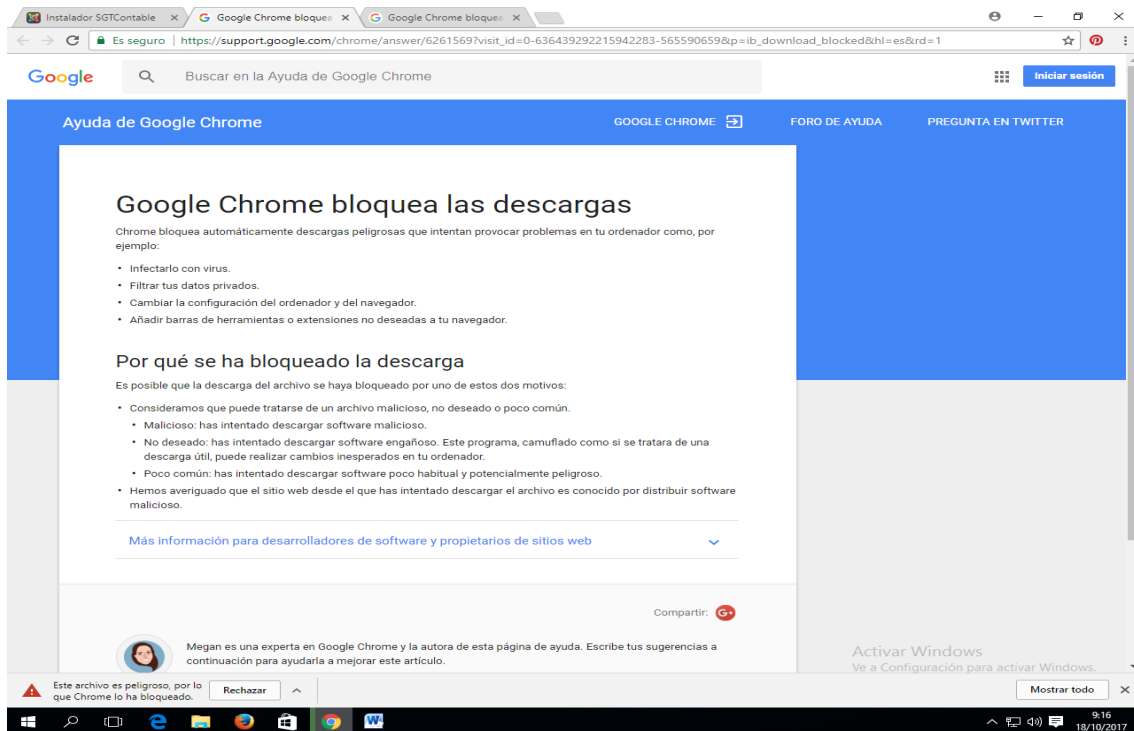 Instalador SGTContable
Google Chrome bloquea
Google Chrome bloquea
Es seguro | https://support.google.com/chrome/answer/6261569?visit_id=0-636439292215942283-565590659&p=ib_download_blocked&hl=es&rd=1
Google
Buscar en la Ayuda de Google Chrome
Iniciar sesión
Ayuda de Google Chrome
GOOGLE CHROME
FORO DE AYUDA
PREGUNTA EN TWITTER
Google Chrome bloquea las descargas
Chrome bloquea automáticamente descargas peligrosas que intentan provocar problemas en tu ordenador como, por
ejemplo:
• Infectarlo con virus.
• Filtrar tus datos privados.
• Cambiar la configuración del ordenador y del navegador.
• Añadir barras de herramientas o extensiones no deseadas a tu navegador.
Por qué se ha bloqueado la descarga
Es posible que la descarga del archivo se haya bloqueado por uno de estos dos motivos:
• Consideramos que puede tratarse de un archivo malicioso, no deseado o poco común.
• Malicioso: has intentado descargar software malicioso.
• No deseado: has intentado descargar software engañoso. Este programa, camuflado como si se tratara de una
descarga útil, puede realizar cambios inesperados en tu ordenador.
• Poco común: has intentado descargar software poco habitual y potencialmente peligroso.
• Hemos averiguado que el sitio web desde el que has intentado descargar el archivo es conocido por distribuir software
malicioso.
Más información para desarrolladores de software y propietarios de sitios web
Compartir: G+
Megan es una experta en Google Chrome y la autora de esta página de ayuda. Escribe tus sugerencias a
continuación para ayudarla a mejorar este artículo.
Activar Windows
Ve a Configuración para activar Windows.
Este archivo es peligroso, por lo
que Chrome lo ha bloqueado.
Rechazar
Mostrar todo
9:16
18/10/2017